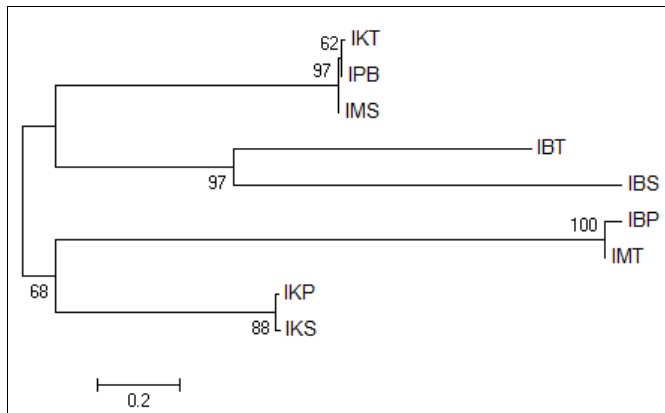 62 IKT
97 IPB
IMS
IBT
97
IBS
100 IBP
IMT
68
IKP
88 IKS
0.2